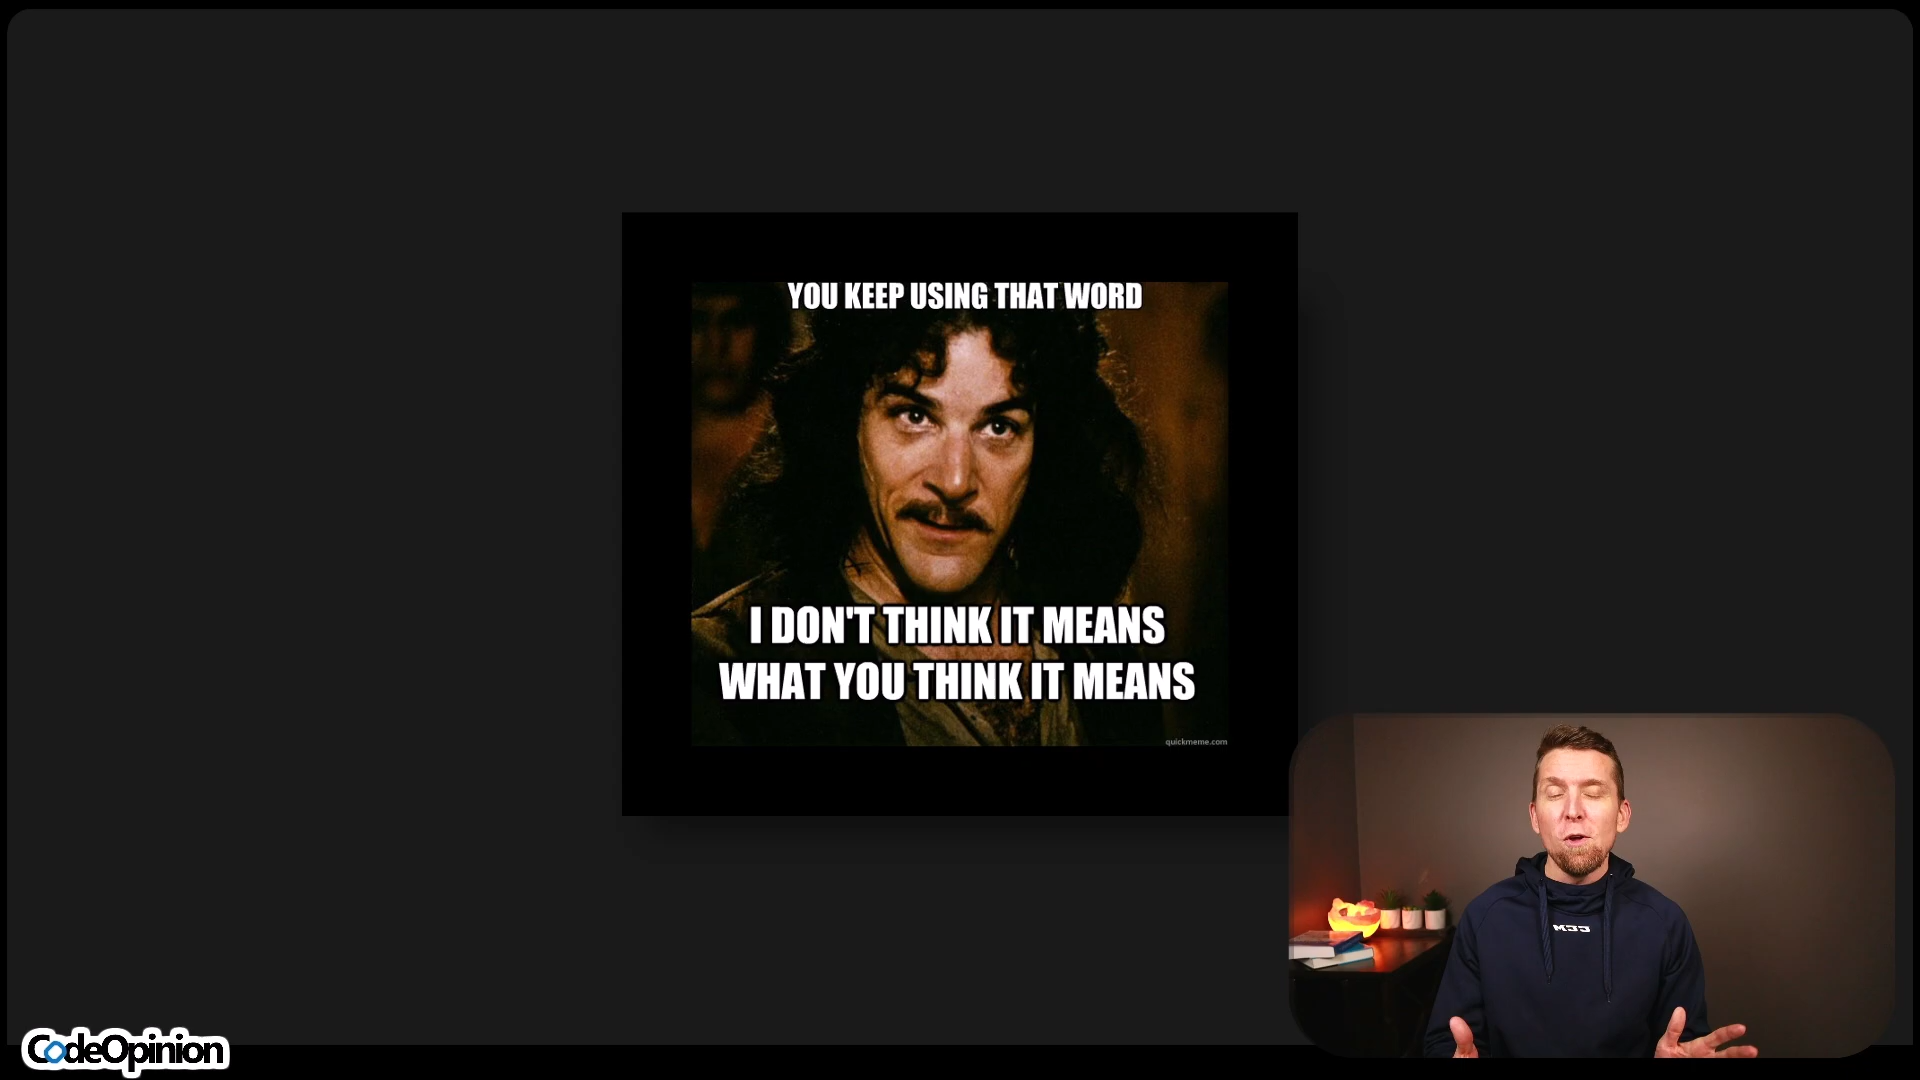 YOU KEEP USING THAT WORD
I DON'T THINK IT MEANS
WHAT YOU THINK IT MEANS
quickmeme.com
CodeOpinion